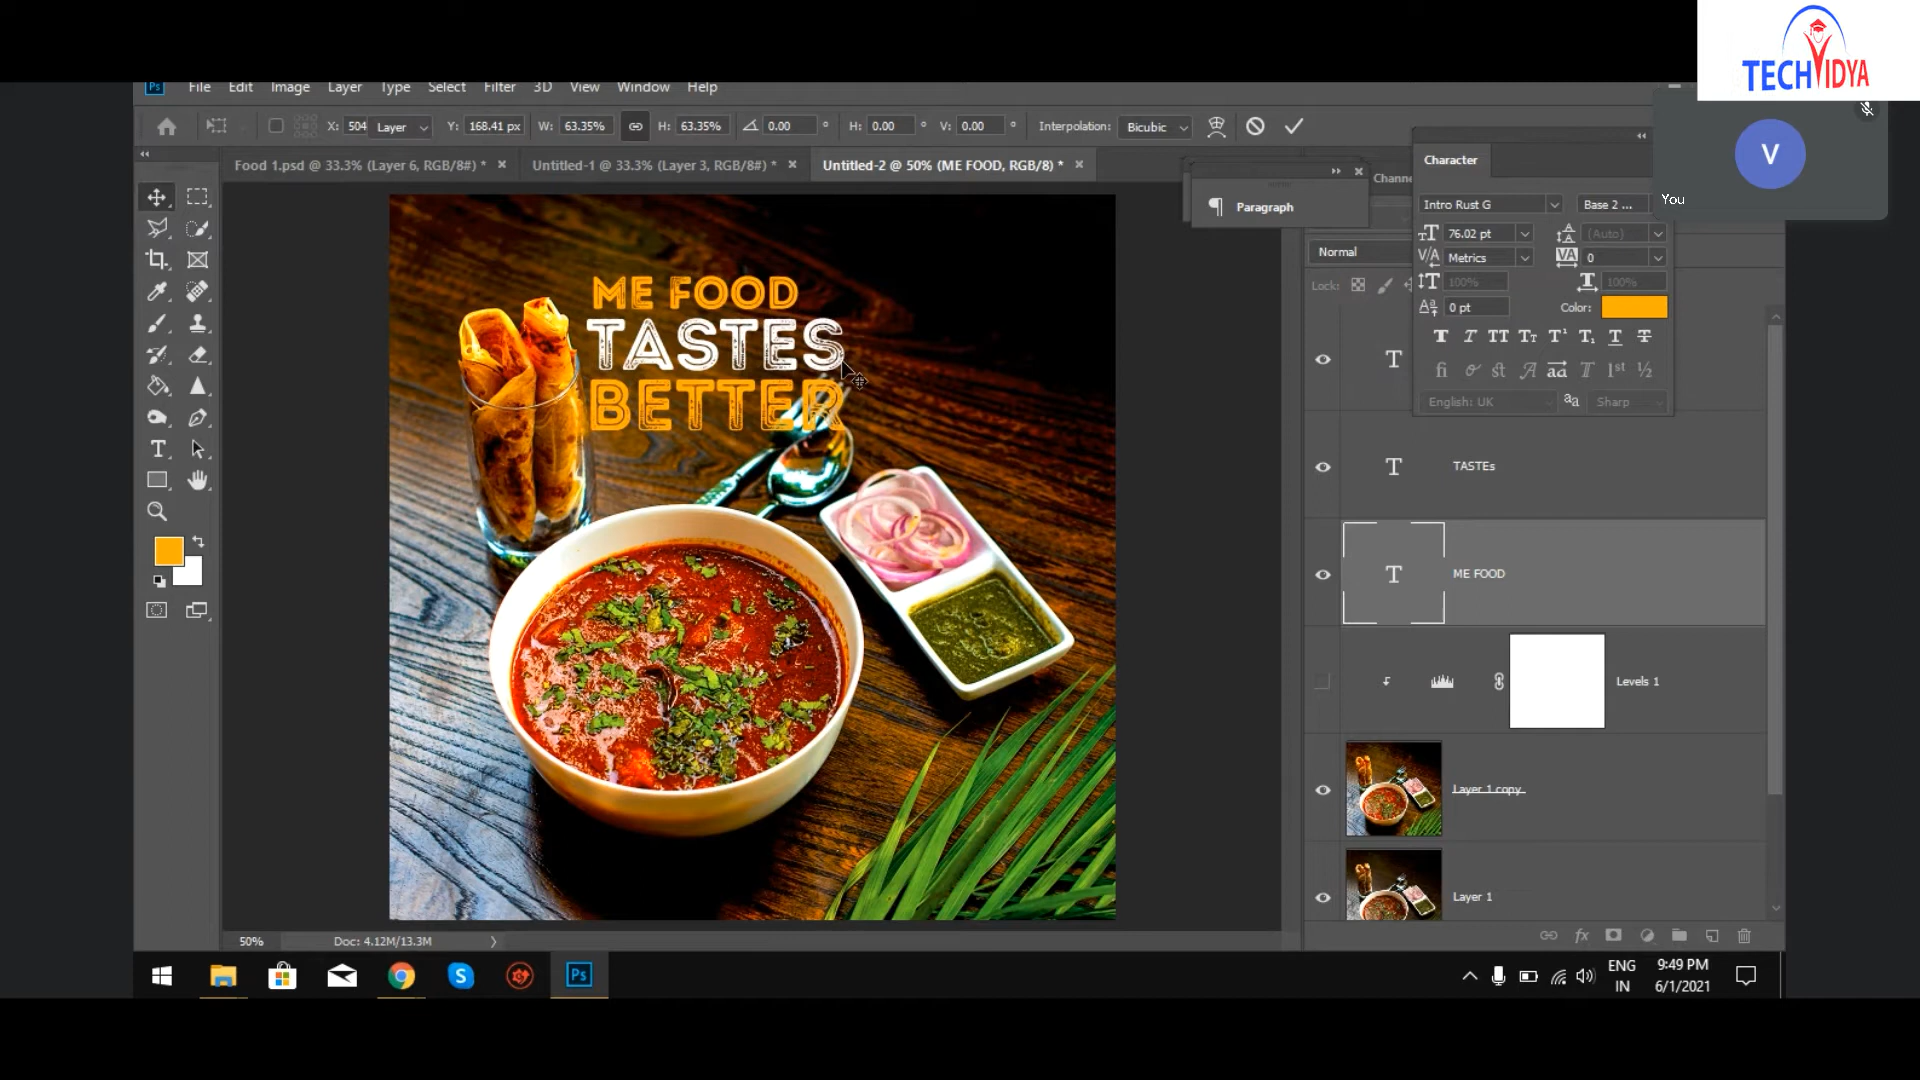 TECHVIDYA
V
You
Ps File Edit Image Layer Type Select Filter 3D View Window Help
X: 504 Layer Y: 168.41 px W: 63.35% H: 63.35% 0.00 ° H: 0.00 ° V: 0.00 ° Interpolation: Bicubic
Food 1.psd @ 33.3% (Layer 6, RGB/8#) * Untitled-1 @ 33.3% (Layer 3, RGB/8#) * Untitled-2 @ 50% (ME FOOD, RGB/8) *
Paragraph
Channe
Character
Intro Rust G Base 2 ...
76.02 pt (Auto)
Metrics 0
100% 100%
0 pt Color:
English: UK Sharp
Normal
Lock:
ME FOOD
TASTES
BETTER
TASTEs
ME FOOD
Levels 1
Layer 1 copy
Layer 1
50% Doc: 4.12M/13.3M
ENG
IN
9:49 PM
6/1/2021